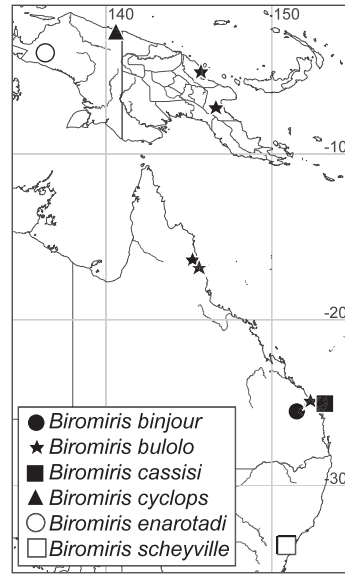 140 150
-10
-20
-30
Biromiris binjour
Biromiris bulolo
Biromiris cassisi
Biromiris cyclops
Biromiris enarotadi
Biromiris scheyville